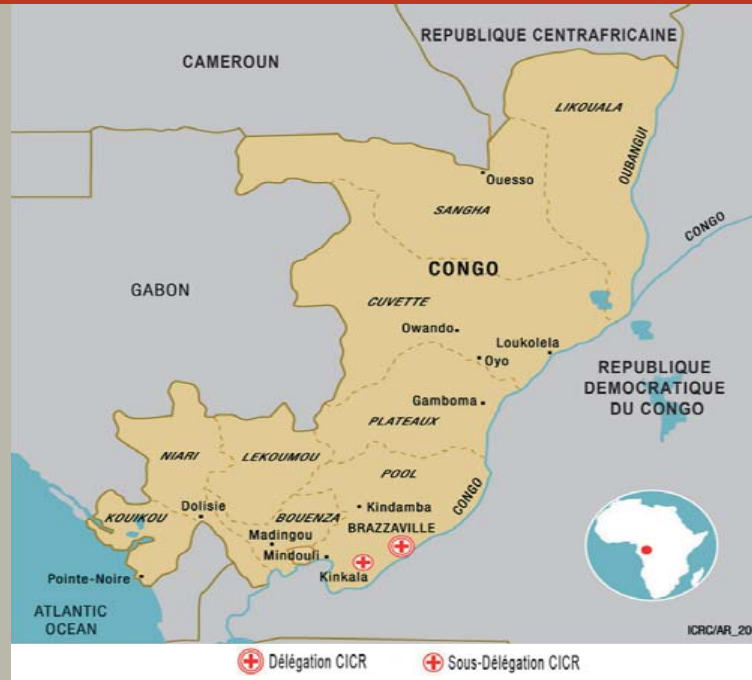 REPUBLIQUE CENTRAFRICAINE
CAMEROUN
LIKOUALA
OUBANGUI
Ouesso
SANGHA
CONGO
CONGO
GABON
CUVETTE
Owando
Loukolela
Oyo
REPUBLIQUE
DEMOCRATIQUE
DU CONGO
Gamboma
PLATEAUX
NIARI
LEKOUMOU
POOL
CONGO
Kindamba
Dolisie
KOUIKOU
BOUENZA
BRAZZAVILLE
Madingou
Mindouli
Kinkala
Pointe-Noire
ATLANTIC
OCEAN
ICRC/AR_20
Délégation CICR
Sous-Délégation CICR